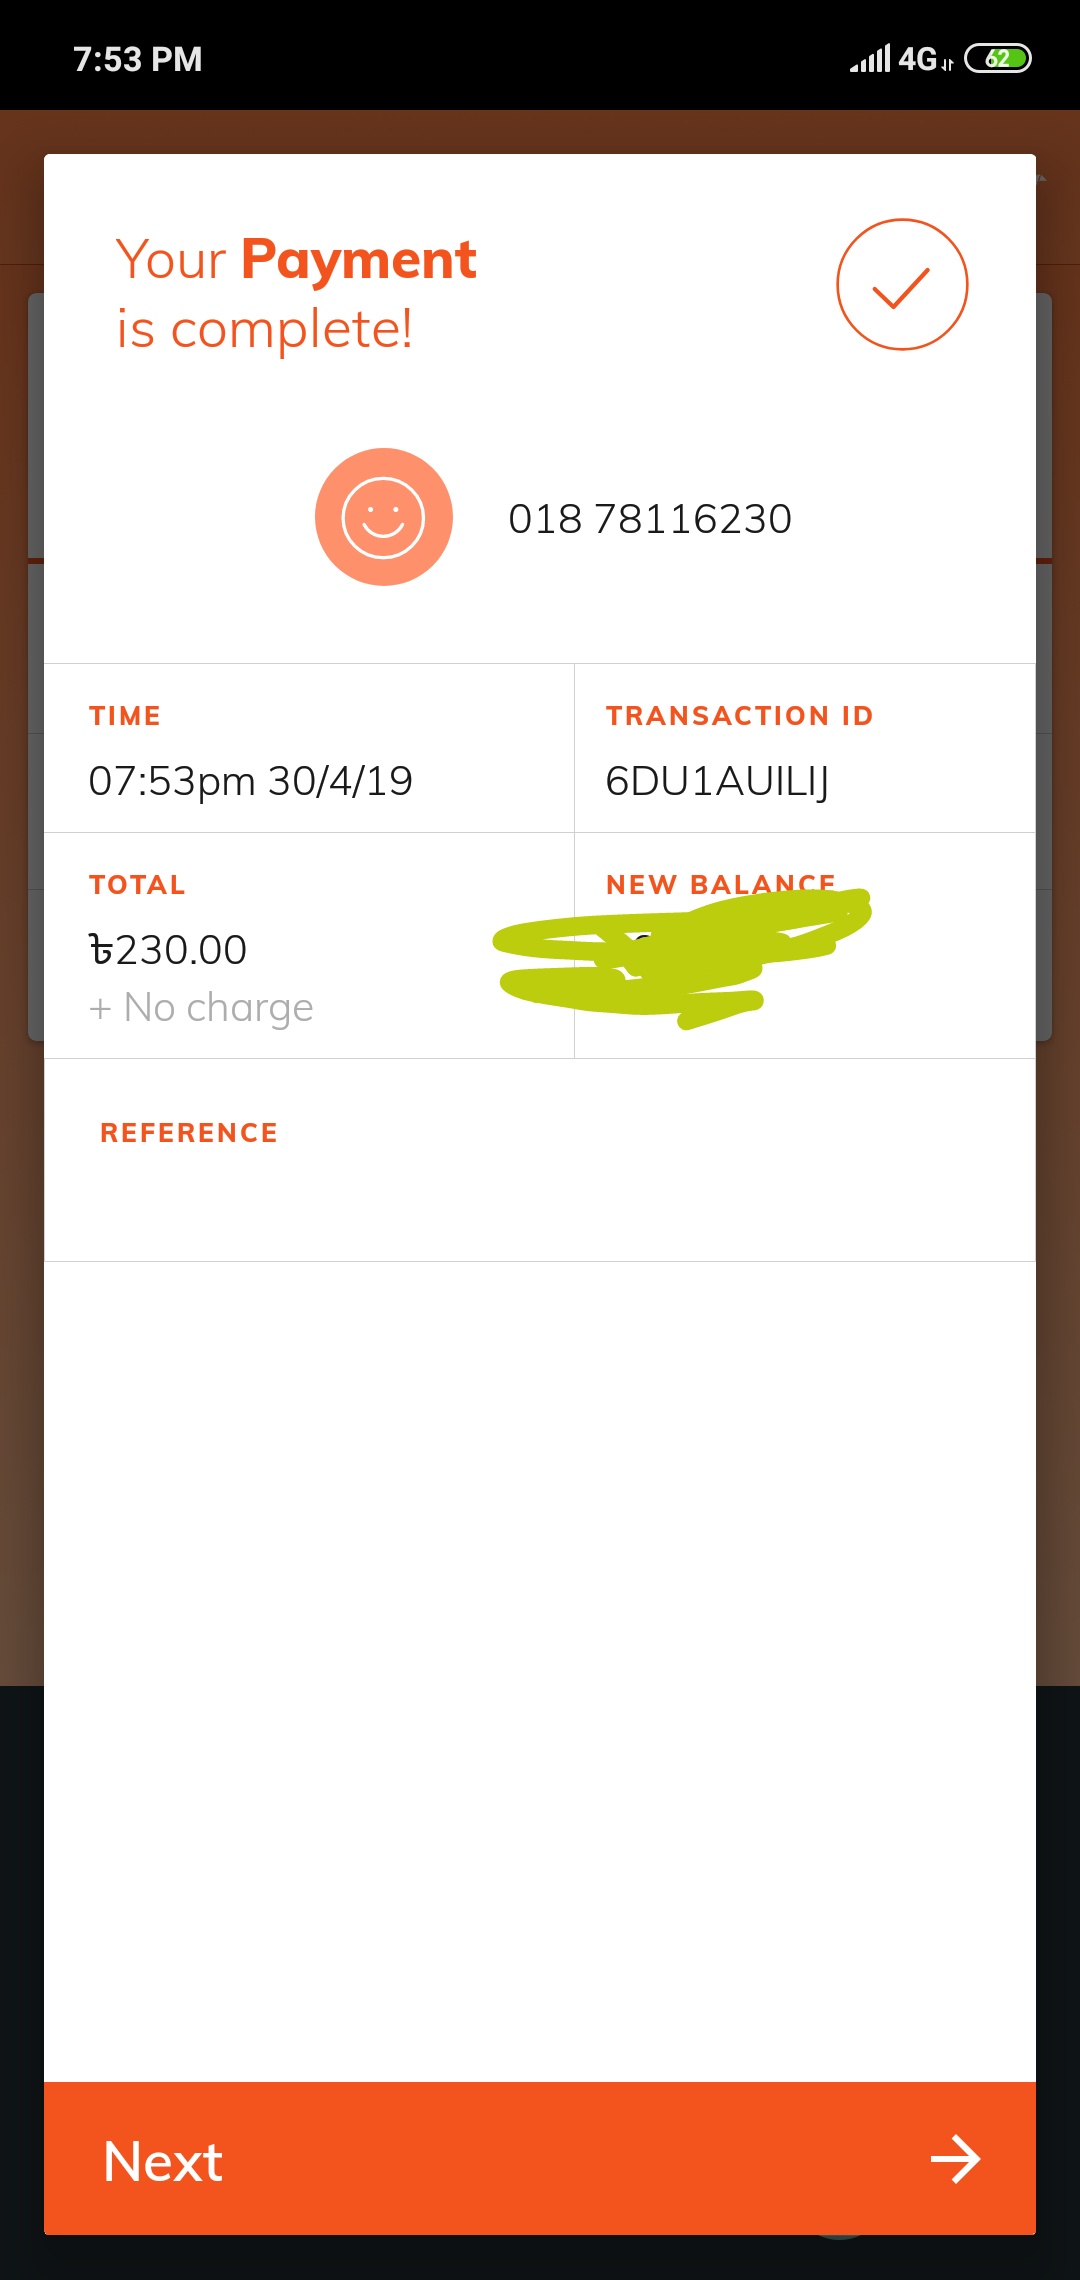 7:53 PM
4G
62
Your Payment
is complete!
018 78116230
TIME
07:53pm 30/4/19
TRANSACTION ID
6DU1AUILIJ
TOTAL
৳230.00
+ No charge
NEW BALANCE
REFERENCE
Next